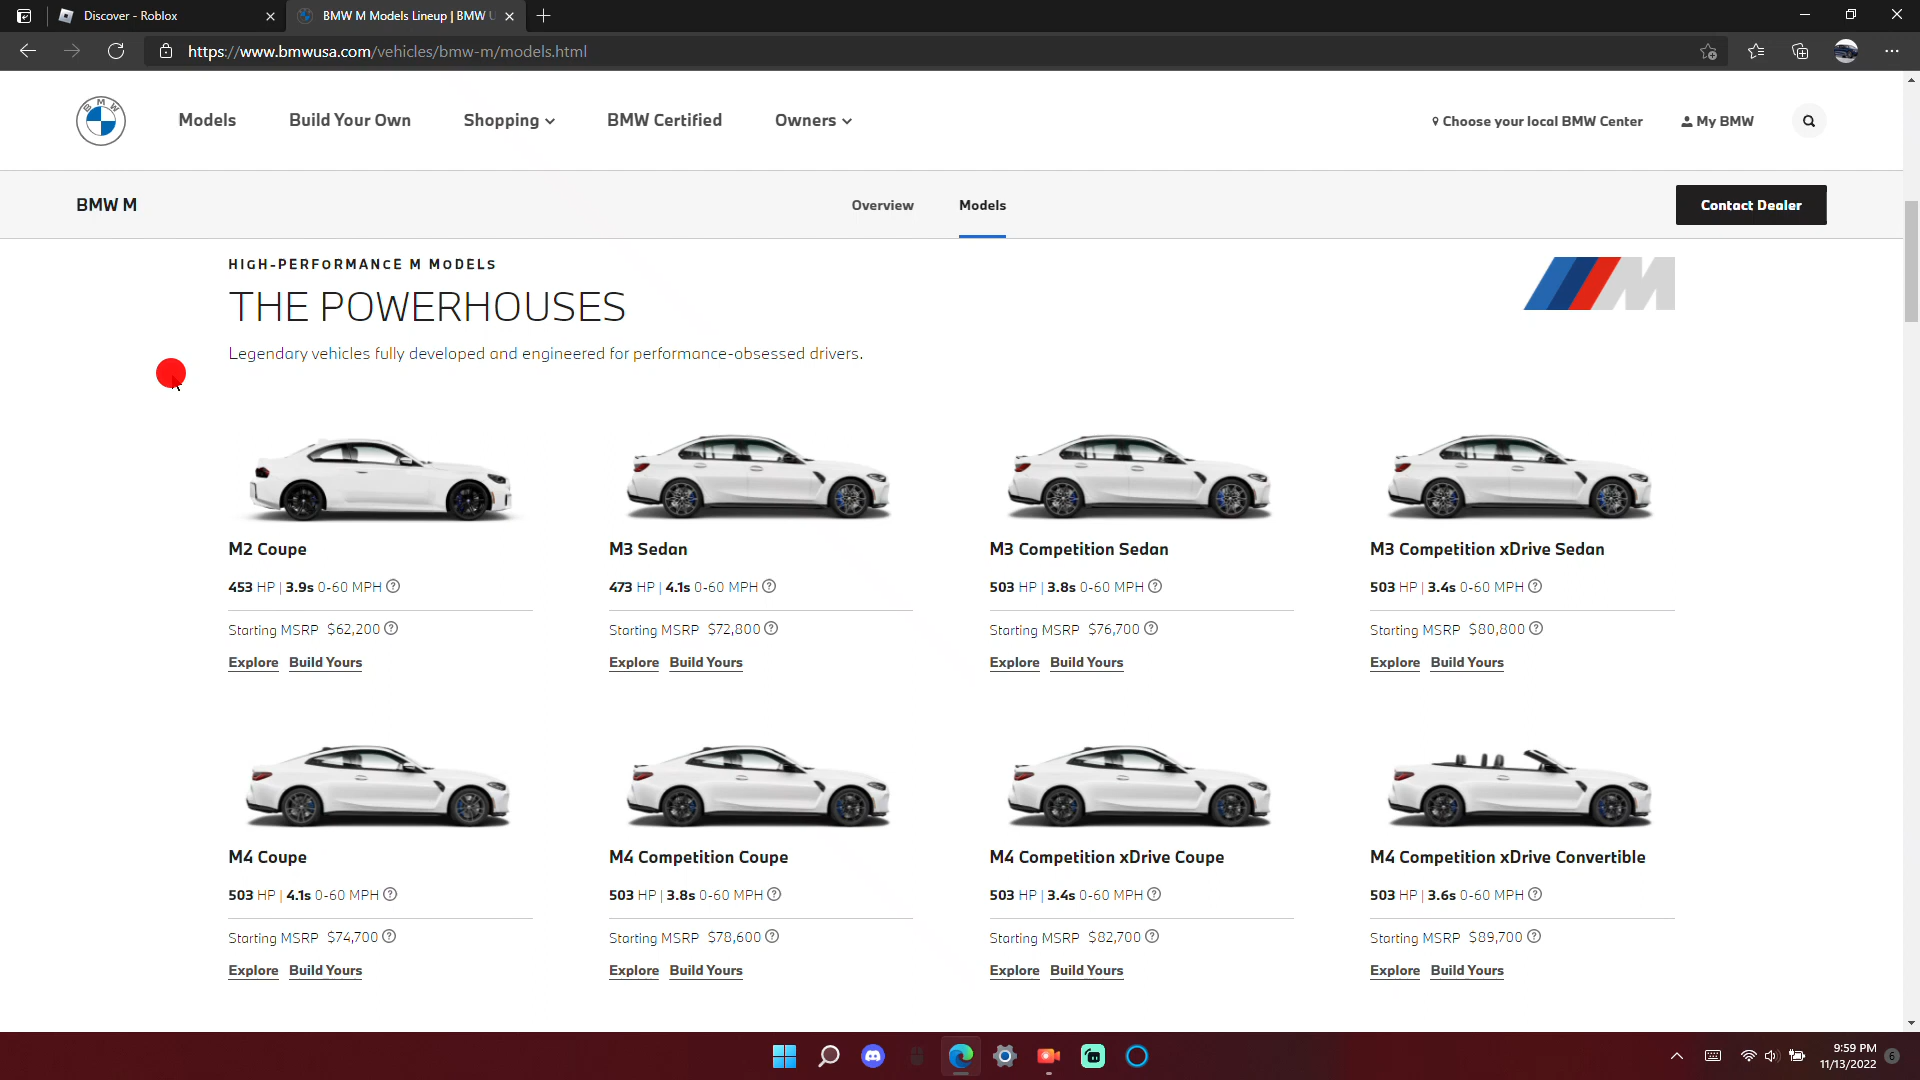 Discover - Roblox
BMW M Models Lineup | BMW U
https://www.bmwusa.com/vehicles/bmw-m/models.html
BMW
Models Build Your Own Shopping BMW Certified Owners Choose your local BMW Center My BMW
BMW M Overview Models Contact Dealer
HIGH-PERFORMANCE M MODELS
M
THE POWERHOUSES
Legendary vehicles fully developed and engineered for performance-obsessed drivers.
M2 Coupe M3 Sedan M3 Competition Sedan M3 Competition xDrive Sedan
453 HP | 3.9s 0-60 MPH ? 473 HP | 4.1s 0-60 MPH ? 503 HP | 3.8s 0-60 MPH ? 503 HP | 3.4s 0-60 MPH ?
Starting MSRP $62,200 ? Starting MSRP $72,800 ? Starting MSRP $76,700 ? Starting MSRP $80,800 ?
Explore Build Yours Explore Build Yours Explore Build Yours Explore Build Yours
M4 Coupe M4 Competition Coupe M4 Competition xDrive Coupe M4 Competition xDrive Convertible
503 HP | 4.1s 0-60 MPH ? 503 HP | 3.8s 0-60 MPH ? 503 HP | 3.4s 0-60 MPH ? 503 HP | 3.6s 0-60 MPH ?
Starting MSRP $74,700 ? Starting MSRP $78,600 ? Starting MSRP $82,700 ? Starting MSRP $89,700 ?
Explore Build Yours Explore Build Yours Explore Build Yours Explore Build Yours
9:59 PM
11/13/2022 6